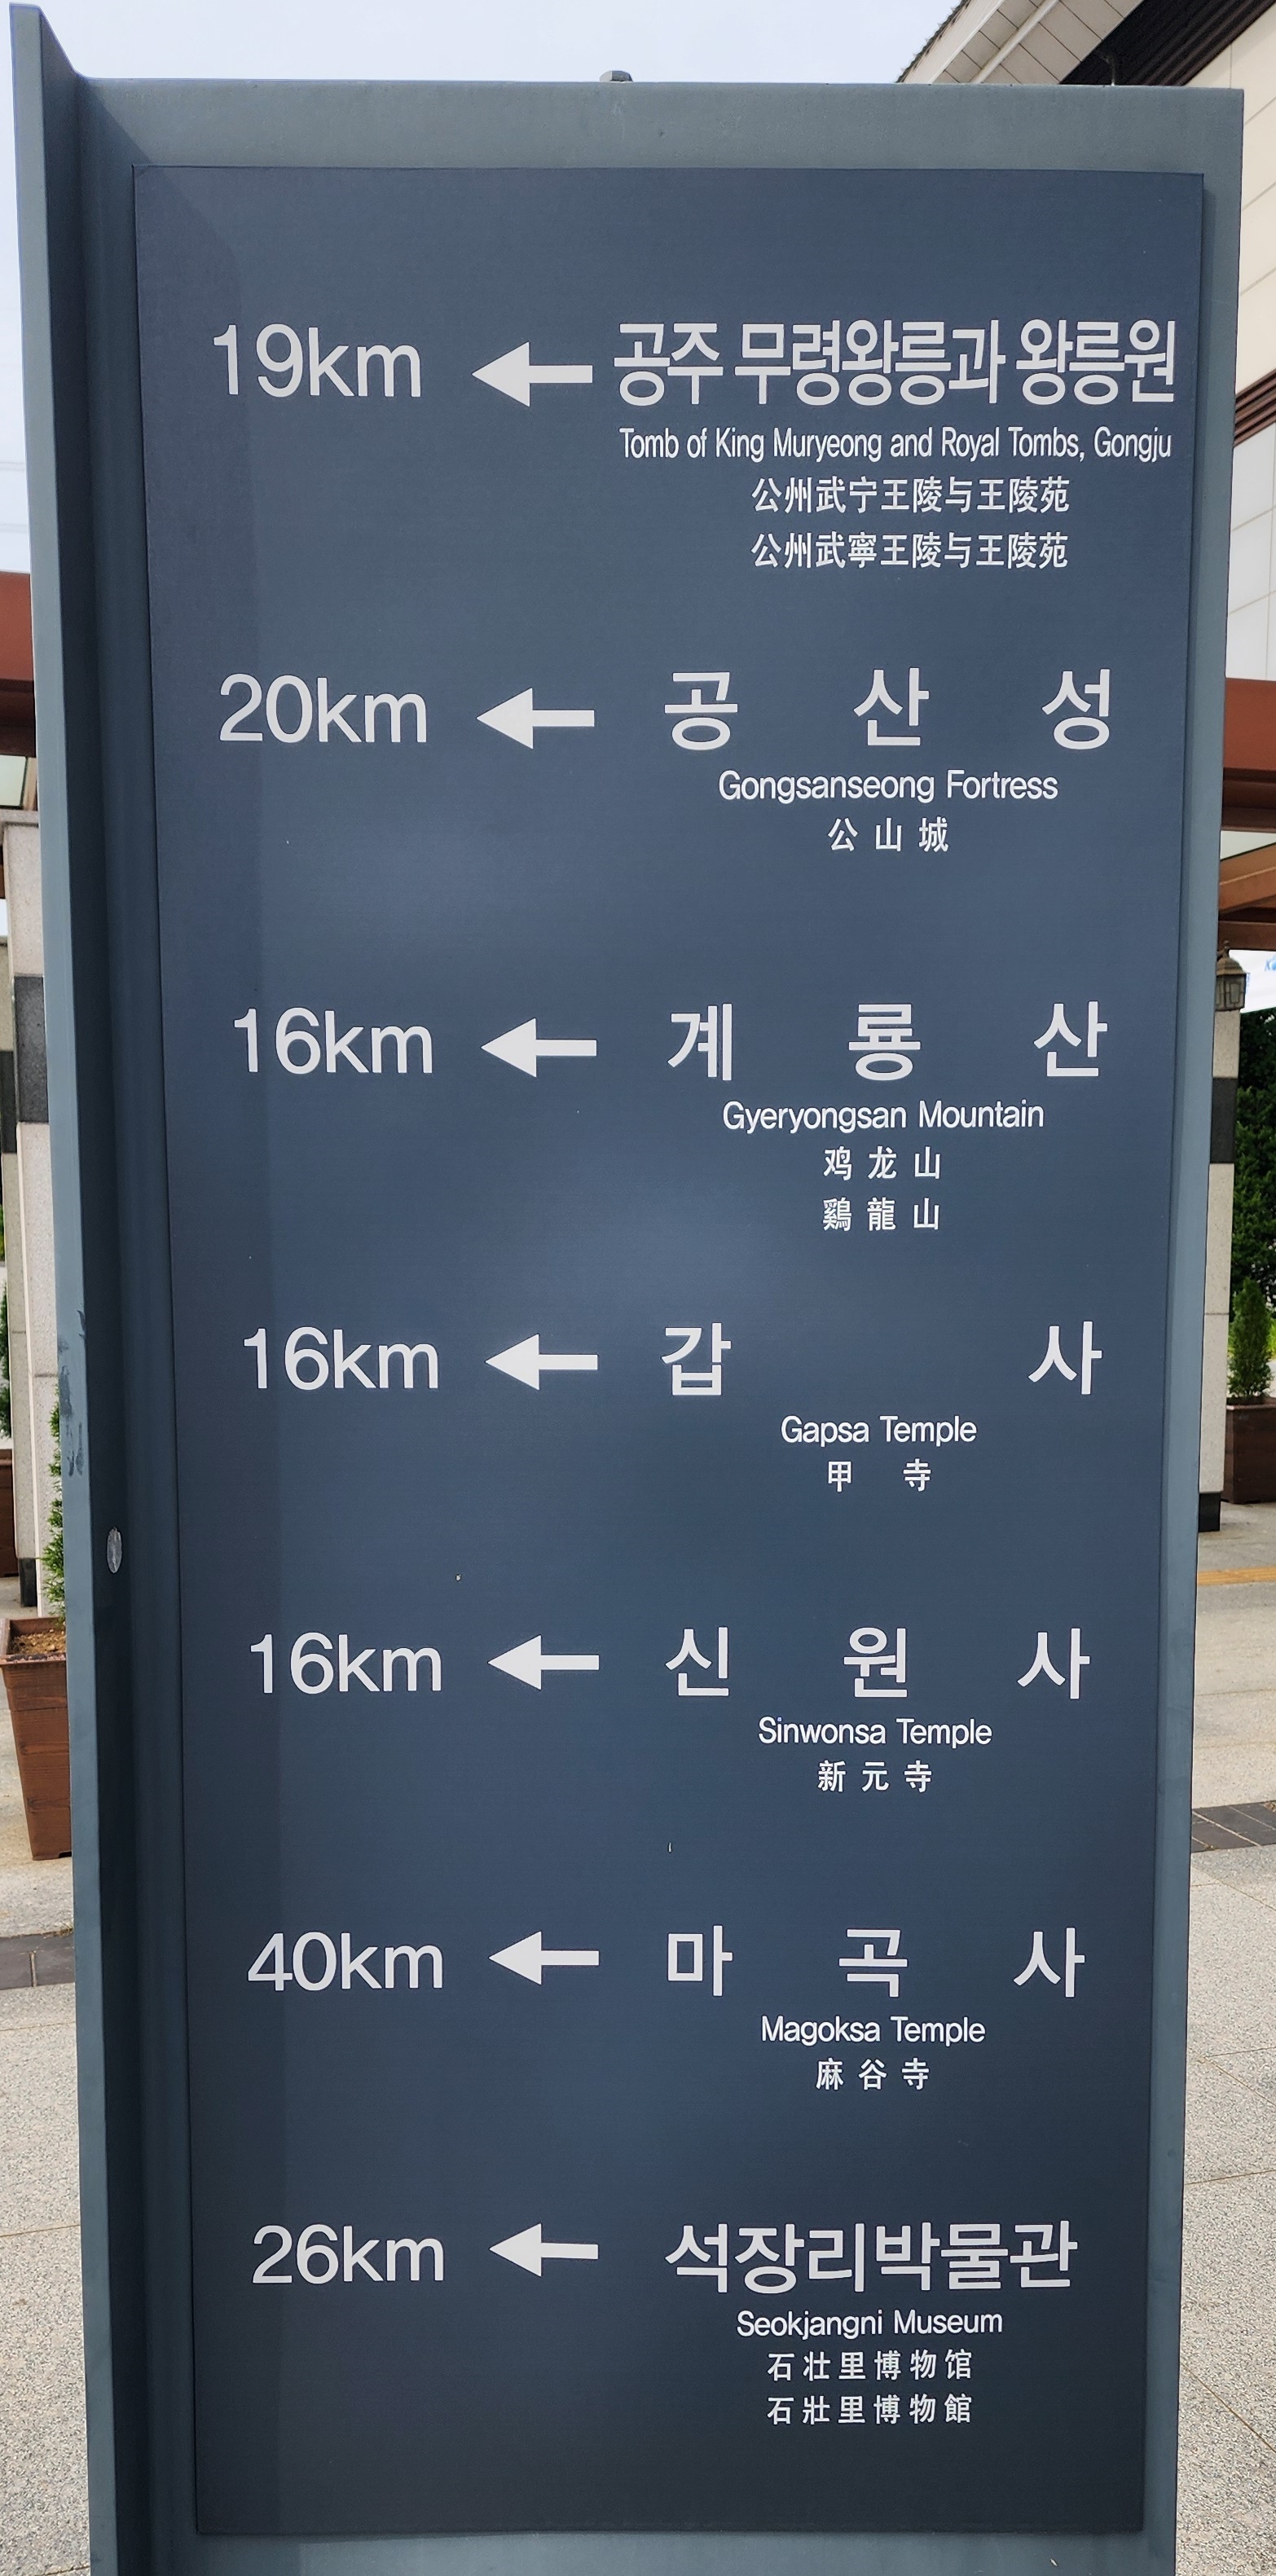 19km ← 공주 무령왕릉과 왕릉원
Tomb of King Muryeong and Royal Tombs, Gongju
公州武宁王陵与王陵苑
公州武寧王陵与王陵苑
20km ← 공 산 성
Gongsanseong Fortress
公 山 城
16km ← 계 룡 산
Gyeryongsan Mountain
鸡 龙 山
鷄 龍 山
16km ← 갑 사
Gapsa Temple
甲 寺
16km ← 신 원 사
Sinwonsa Temple
新 元 寺
40km ← 마 곡 사
Magoksa Temple
麻 谷 寺
26km ← 석장리박물관
Seokjangni Museum
石壮里博物馆
石壯里博物館